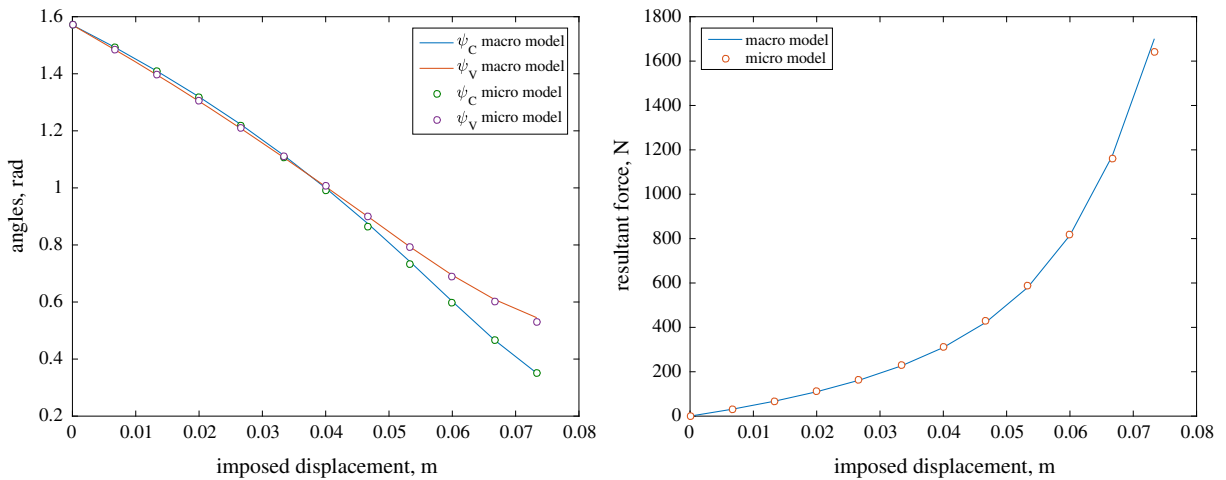 1.6
1.4
1.2
1
0.8
0.6
0.4
0.2
angles, rad
0 0.01 0.02 0.03 0.04 0.05 0.06 0.07 0.08
imposed displacement, m
ψ_C macro model
ψ_V macro model
ψ_C micro model
ψ_V micro model
1800
1600
1400
1200
1000
800
600
400
200
0
resultant force, N
0 0.01 0.02 0.03 0.04 0.05 0.06 0.07 0.08
imposed displacement, m
macro model
micro model